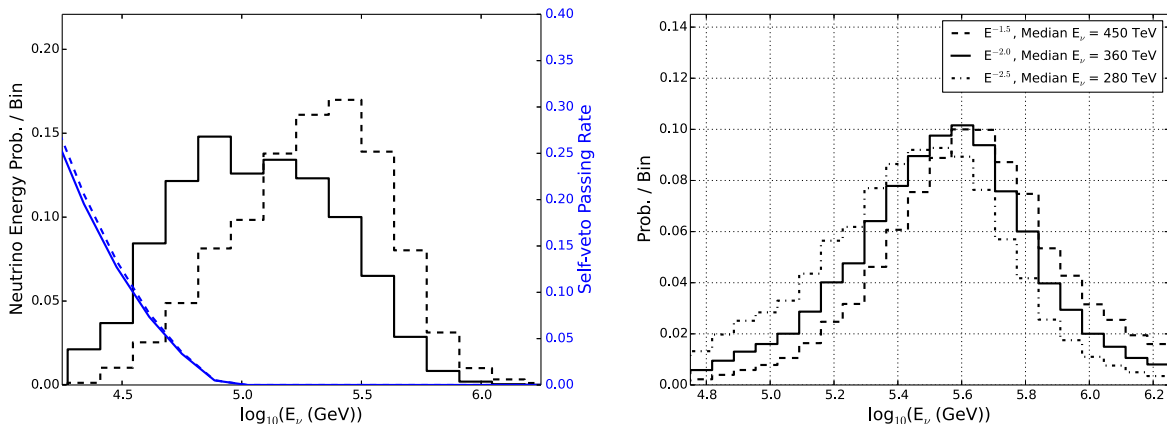 0.20
0.15
0.10
0.05
0.00
Neutrino Energy Prob. / Bin
0.40
0.35
0.30
0.25
0.20
0.15
0.10
0.05
0.00
Self-veto Passing Rate
4.5 5.0 5.5 6.0
log₁₀(Eᵥ (GeV))
0.14
0.12
0.10
0.08
0.06
0.04
0.02
0.00
Prob. / Bin
E⁻¹·⁵, Median Eᵥ = 450 TeV
E⁻²·⁰, Median Eᵥ = 360 TeV
E⁻²·⁵, Median Eᵥ = 280 TeV
4.8 5.0 5.2 5.4 5.6 5.8 6.0 6.2
log₁₀(Eᵥ (GeV))